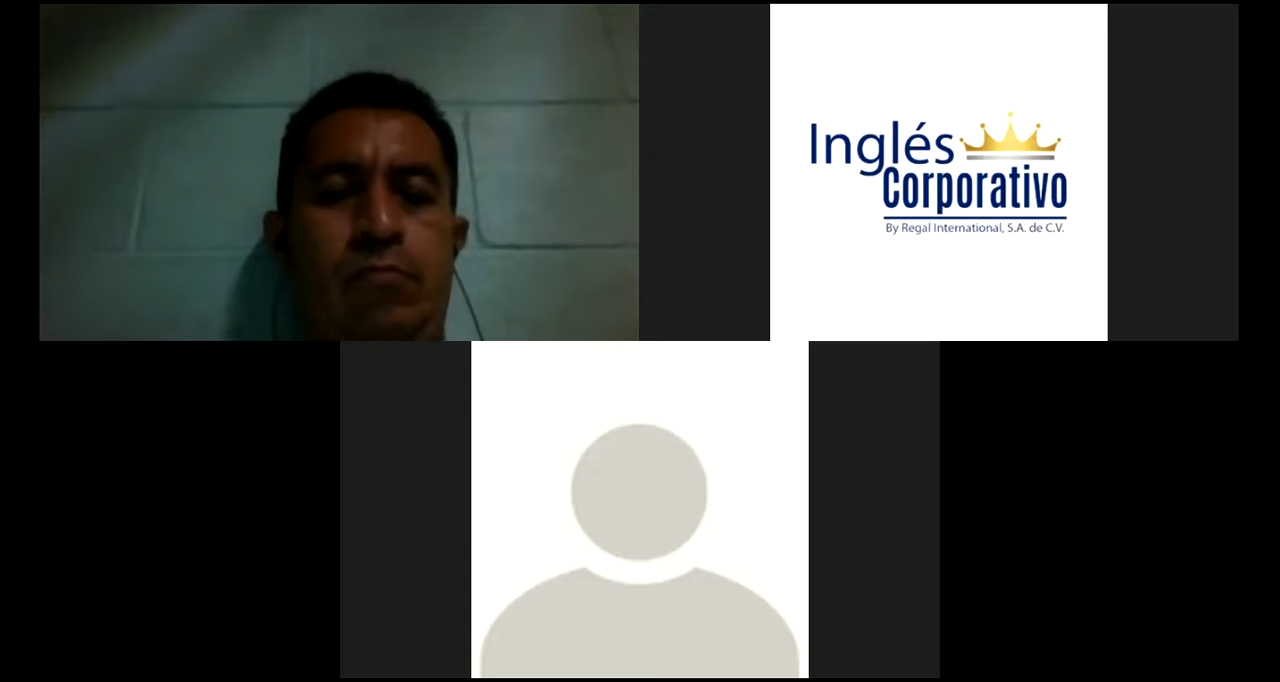 Inglés
Corporativo
By Regal International, S.A. de C.V.